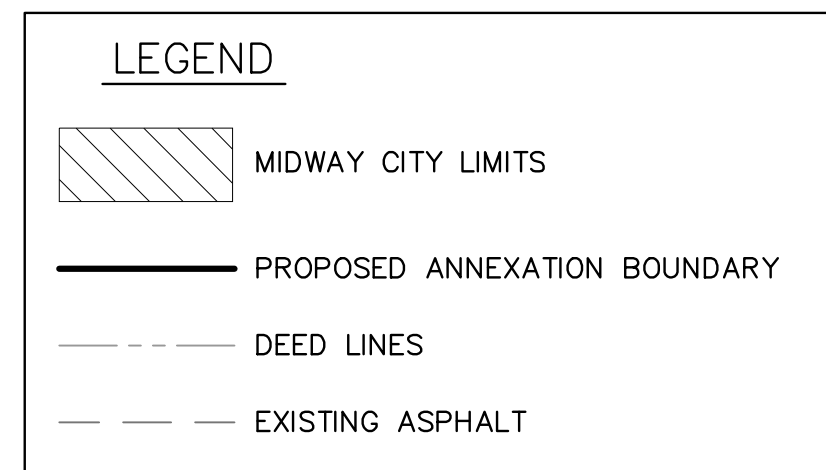 LEGEND
MIDWAY CITY LIMITS
PROPOSED ANNEXATION BOUNDARY
DEED LINES
EXISTING ASPHALT